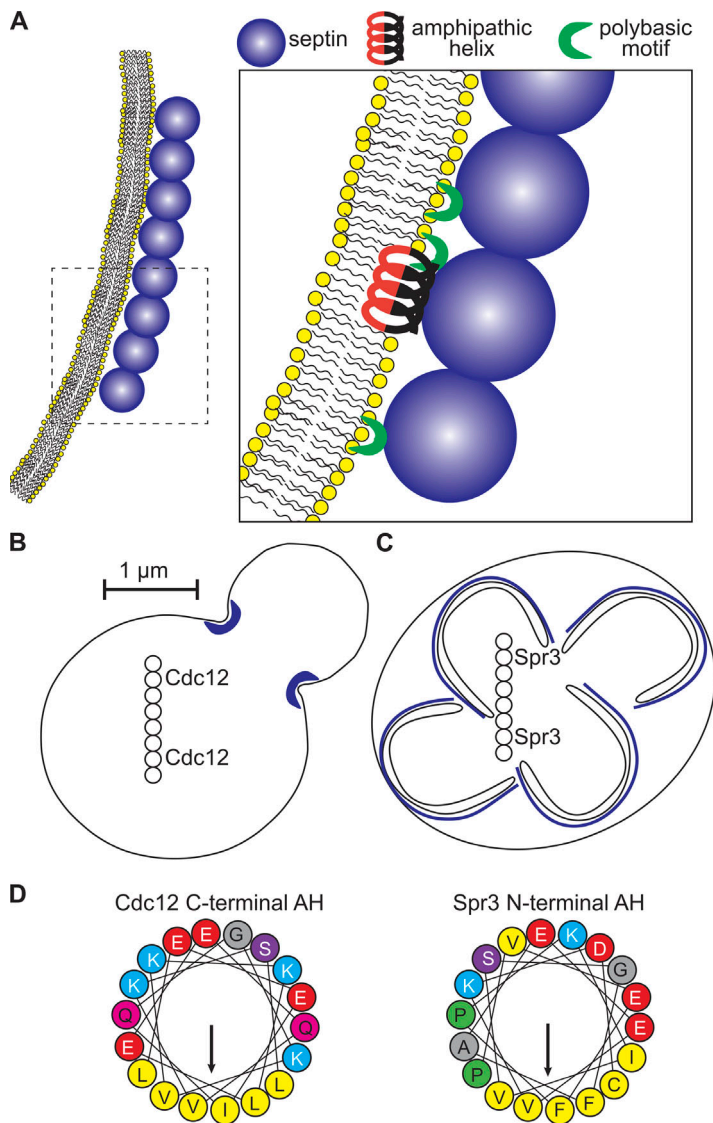 A
septin
amphipathic
helix
polybasic
motif
B
1 µm
Cdc12
Cdc12
C
Spr3
Spr3
D
Cdc12 C-terminal AH
E E G S
K K
K E
Q Q
E K
L L
V V I L
Spr3 N-terminal AH
V E K D
S G
K E
P E
A I
P C
V V F F